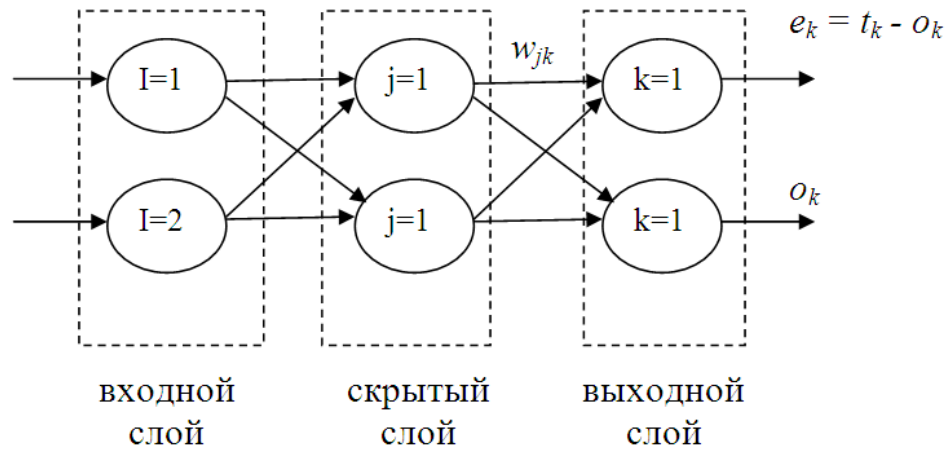 e_k = t_k - o_k
I=1
j=1
w_jk
k=1
I=2
j=1
k=1
o_k
входной
слой
скрытый
слой
выходной
слой